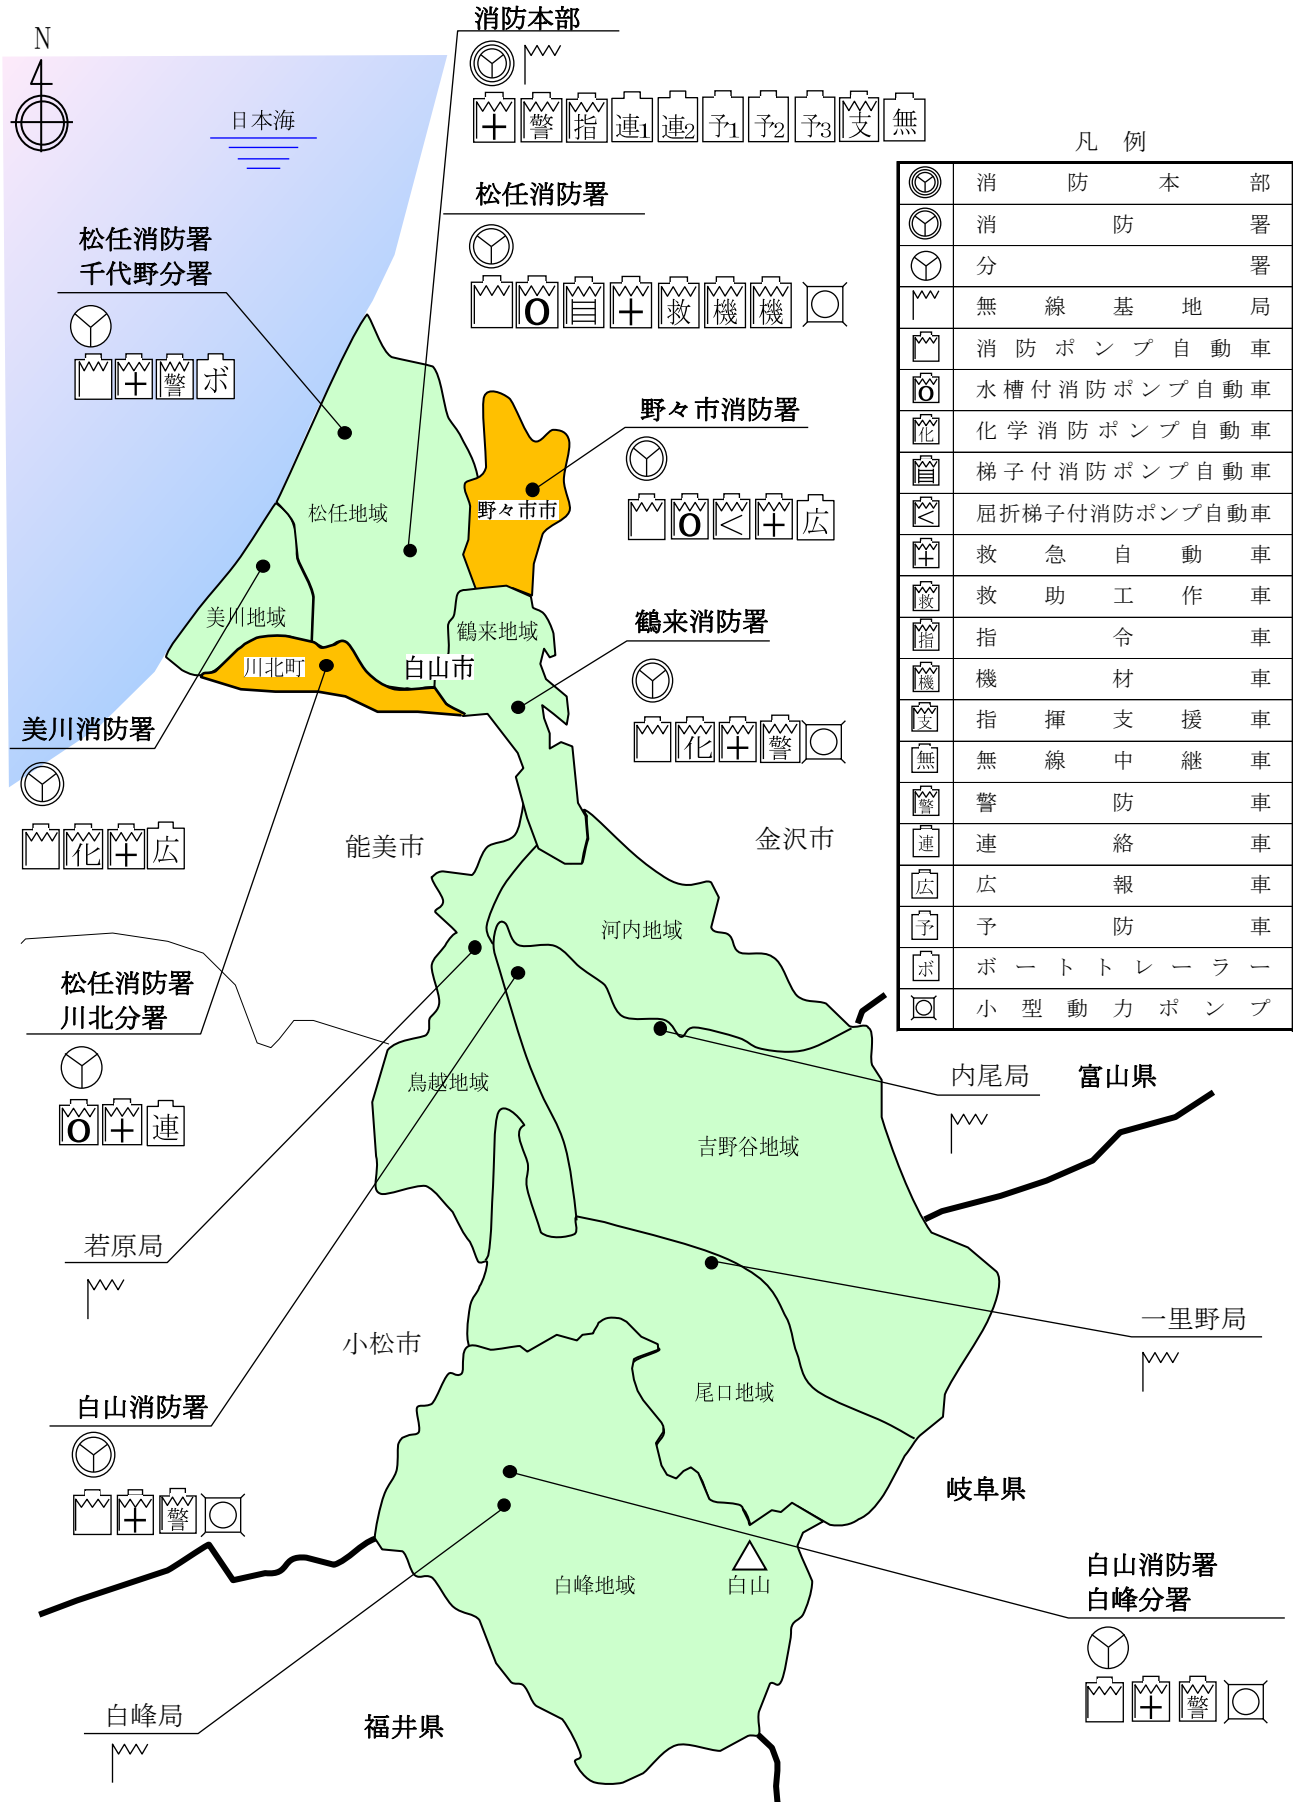 消防本部
N
日本海
警 指 連1 連2 予1 予2 予3 支 無
凡 例
消防本部
消防署
分署
無線基地局
消防ポンプ自動車
水槽付消防ポンプ自動車
化 化学消防ポンプ自動車
梯子付消防ポンプ自動車
屈折梯子付消防ポンプ自動車
救急自動車
救 救助工作車
指 指令車
機 機材車
支 指揮支援車
無 無線中継車
警 警防車
連 連絡車
広 広報車
予 予防車
ボ ボートトレーラー
小型動力ポンプ
松任消防署
救 機 機
松任消防署
千代野分署
警 ボ
野々市消防署
広
松任地域
野々市市
美川地域
鶴来地域
鶴来消防署
川北町
白山市
化 警
美川消防署
化 広
能美市
金沢市
河内地域
松任消防署
川北分署
連
鳥越地域
内尾局
富山県
吉野谷地域
若原局
一里野局
小松市
尾口地域
白山消防署
警
岐阜県
白峰地域
白山
白山消防署
白峰分署
警
白峰局
福井県